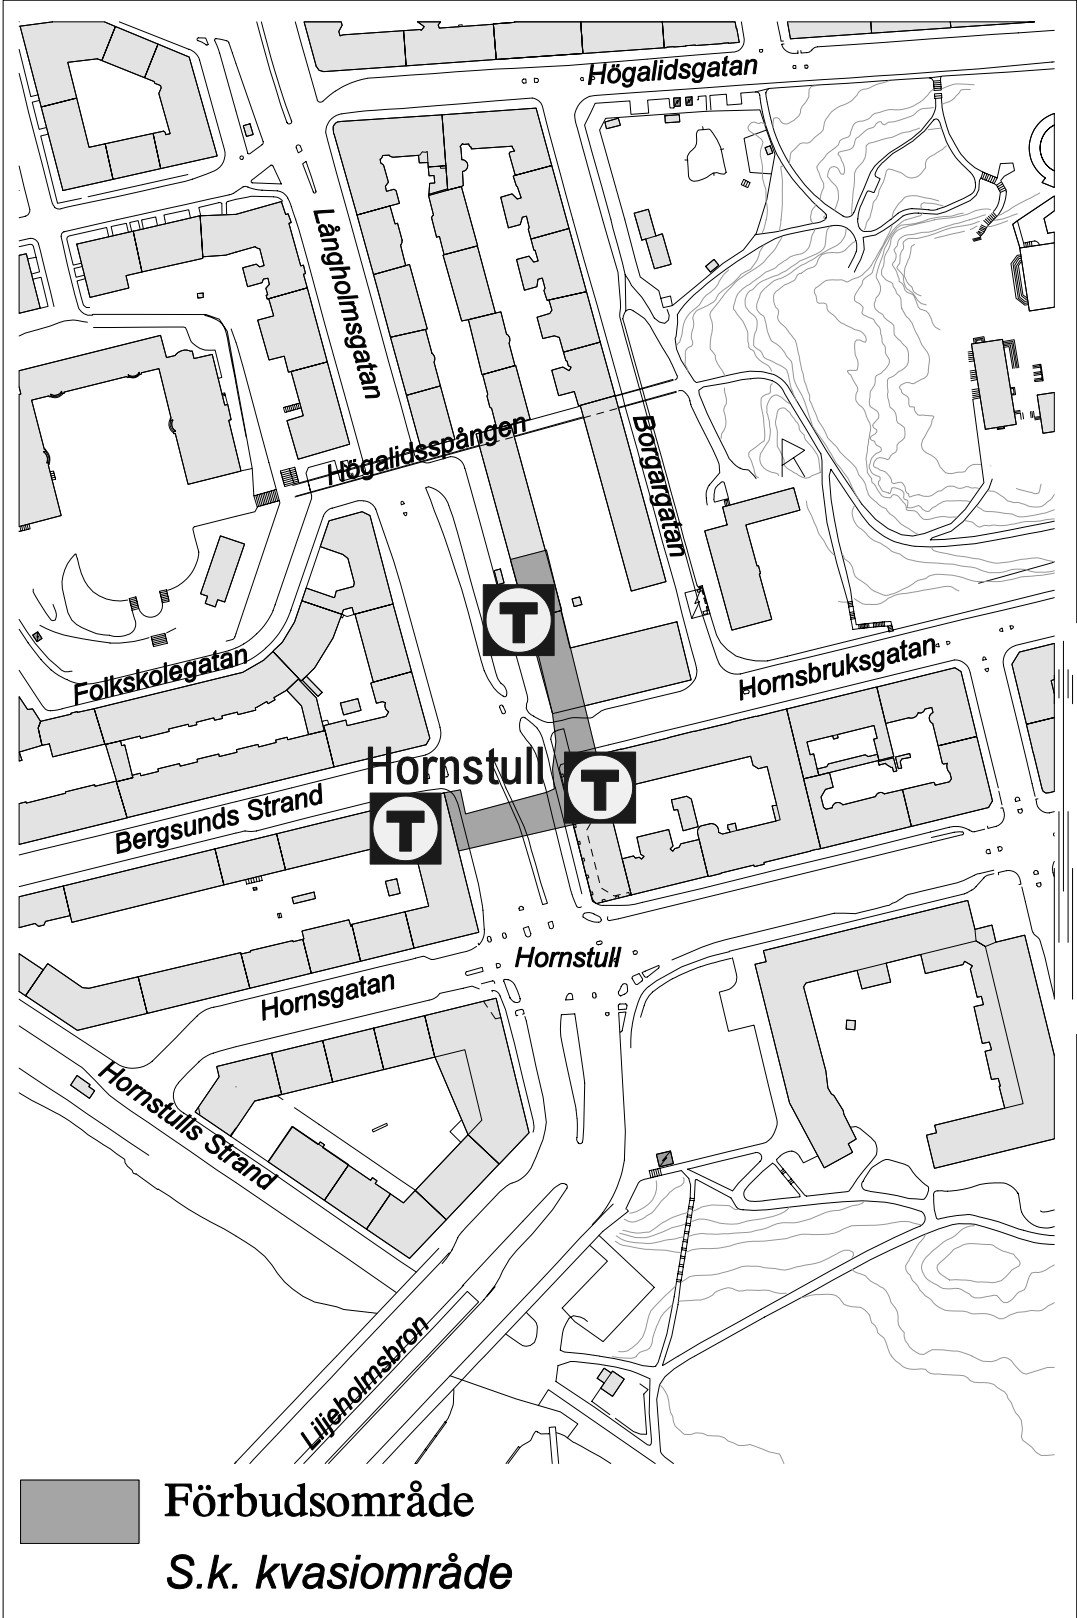 Högalidsgatan
Långholmsgatan
Högalidsspången
Borgargatan
T
Folkskolegatan
Hornsbruksgatan
Hornstull
T
T
Bergsunds Strand
Hornstull
Hornsgatan
Hornstulls Strand
Liljeholmsbron
Förbudsområde
S.k. kvasiområde